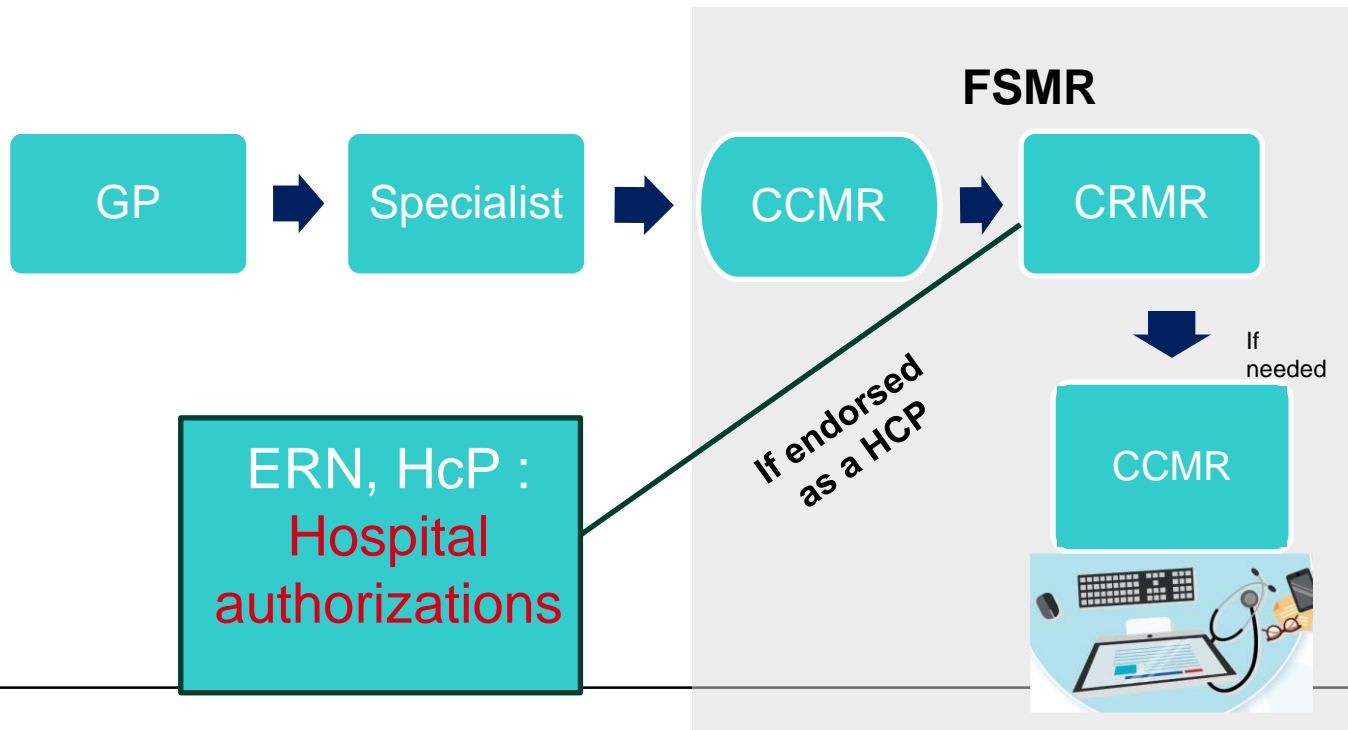 FSMR
GP
Specialist
CCMR
CRMR
If
needed
If endorsed
as a HCP
CCMR
ERN, HcP :
Hospital
authorizations